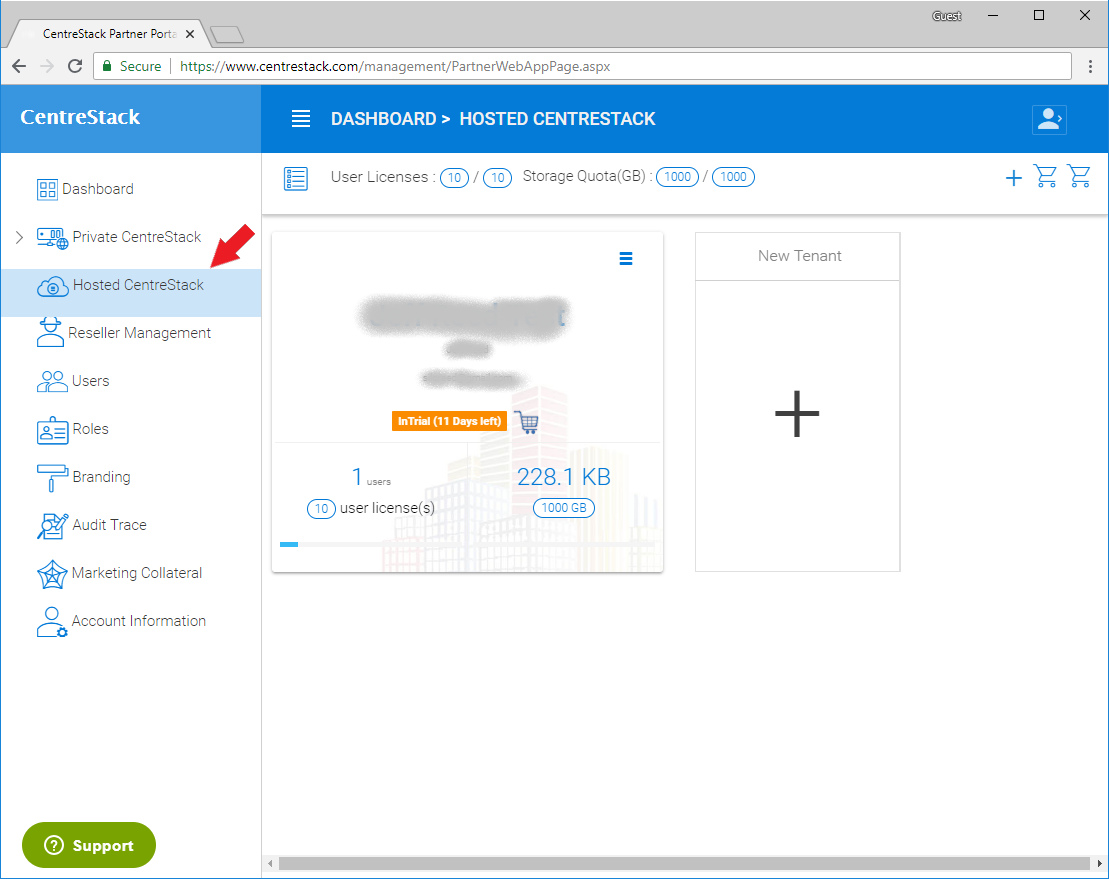 Guest
CentreStack Partner Porta
Secure https://www.centrestack.com/management/PartnerWebAppPage.aspx
CentreStack
DASHBOARD > HOSTED CENTRESTACK
User Licenses : 10 / 10 Storage Quota(GB) : 1000 / 1000
Dashboard
Private CentreStack
Hosted CentreStack
Reseller Management
Users
Roles
Branding
Audit Trace
Marketing Collateral
Account Information
Support
InTrial (11 Days left)
1 users
10 user license(s)
228.1 KB
1000 GB
New Tenant